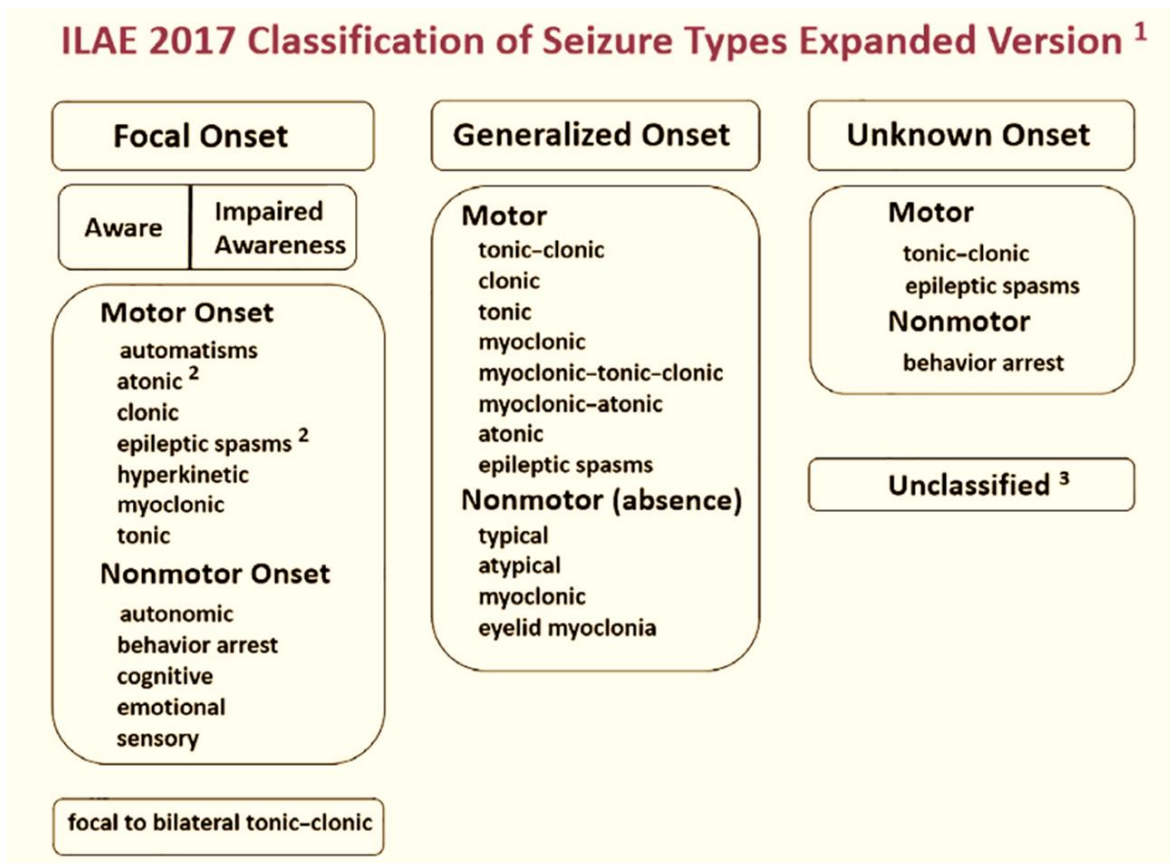 ILAE 2017 Classification of Seizure Types Expanded Version ¹
Focal Onset
Aware
Impaired
Awareness
Motor Onset
automatisms
atonic ²
clonic
epileptic spasms ²
hyperkinetic
myoclonic
tonic
Nonmotor Onset
autonomic
behavior arrest
cognitive
emotional
sensory
focal to bilateral tonic–clonic
Generalized Onset
Motor
tonic–clonic
clonic
tonic
myoclonic
myoclonic–tonic–clonic
myoclonic–atonic
atonic
epileptic spasms
Nonmotor (absence)
typical
atypical
myoclonic
eyelid myoclonia
Unknown Onset
Motor
tonic–clonic
epileptic spasms
Nonmotor
behavior arrest
Unclassified ³